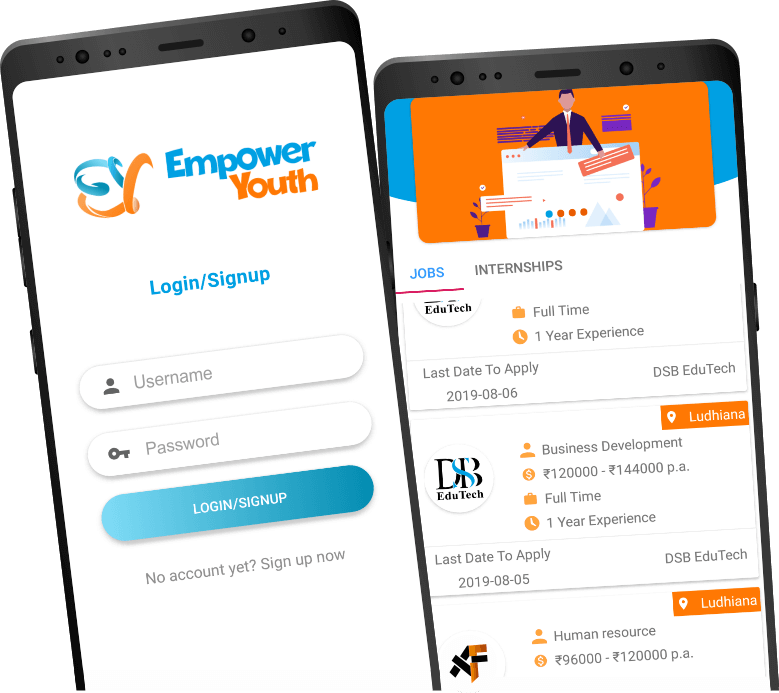 Empower
Youth
Login/Signup
Username
Password
LOGIN/SIGNUP
No account yet? Sign up now
JOBS
INTERNSHIPS
EduTech
Full Time
1 Year Experience
Last Date To Apply
DSB EduTech
2019-08-06
Ludhiana
DSB
EduTech
Business Development
₹120000 - ₹144000 p.a.
Full Time
1 Year Experience
Last Date To Apply
DSB EduTech
2019-08-05
Ludhiana
Human resource
₹96000 - ₹120000 p.a.